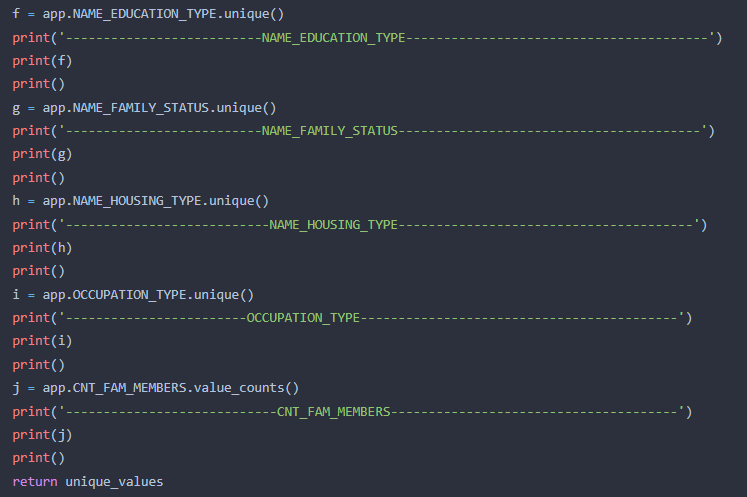 f = app.NAME_EDUCATION_TYPE.unique()
print('--------------------------NAME_EDUCATION_TYPE----------------------------------------')
print(f)
print()
g = app.NAME_FAMILY_STATUS.unique()
print('--------------------------NAME_FAMILY_STATUS----------------------------------------')
print(g)
print()
h = app.NAME_HOUSING_TYPE.unique()
print('---------------------------NAME_HOUSING_TYPE---------------------------------------')
print(h)
print()
i = app.OCCUPATION_TYPE.unique()
print('------------------------OCCUPATION_TYPE------------------------------------------')
print(i)
print()
j = app.CNT_FAM_MEMBERS.value_counts()
print('----------------------------CNT_FAM_MEMBERS--------------------------------------')
print(j)
print()
return unique_values